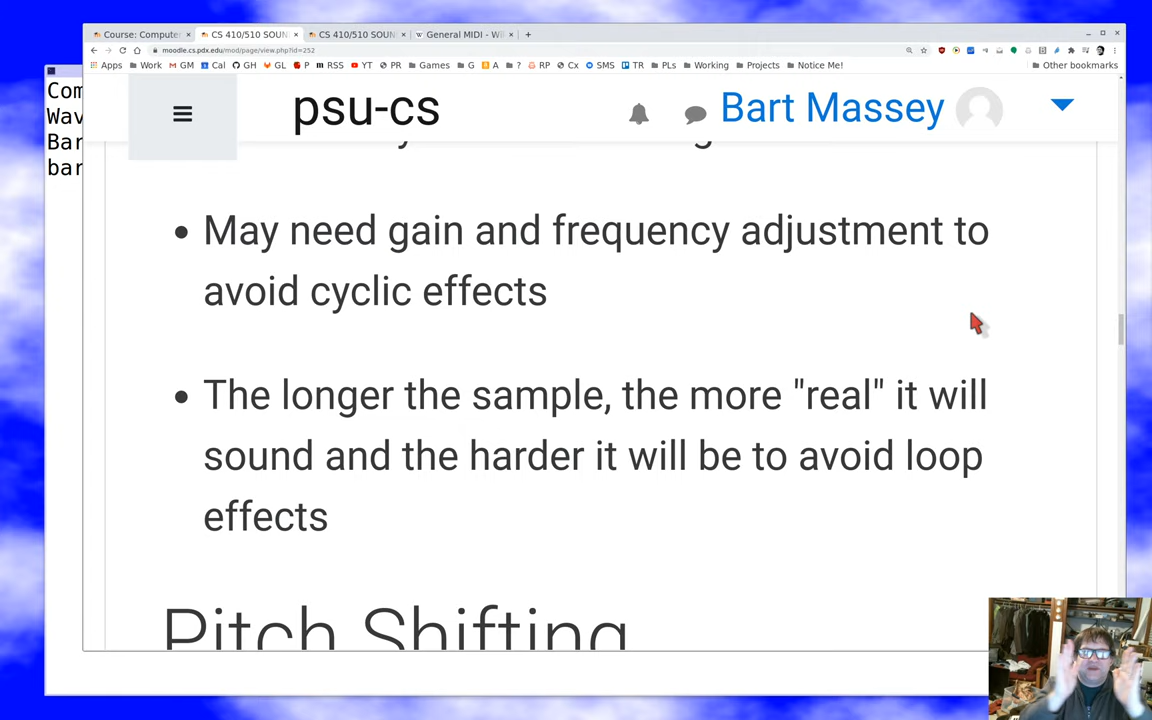 Course: Computer
CS 410/510 SOUN
CS 410/510 SOUN
General MIDI - Wi
moodle.cs.pdx.edu/mod/page/view.php?id=252
Apps
Work
GM
Cal
GH
GL
P
RSS
YT
PR
Games
G
A
?
RP
Cx
SMS
TR
PLs
Working
Projects
Notice Me!
Other bookmarks
Com
Wav
Bar
bar
psu-cs
Bart Massey
• May need gain and frequency adjustment to
avoid cyclic effects
• The longer the sample, the more "real" it will
sound and the harder it will be to avoid loop
effects
Pitch Shifting